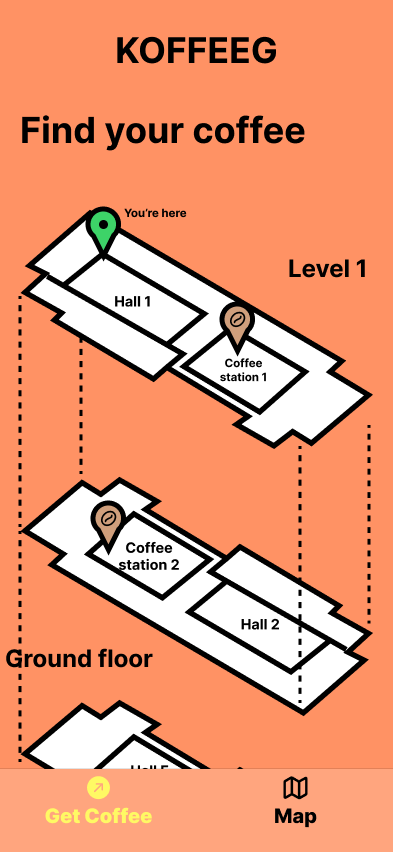 KOFFEEG
Find your coffee
You're here
Level 1
Hall 1
Coffee
station 1
Coffee
station 2
Hall 2
Ground floor
Get Coffee
Map